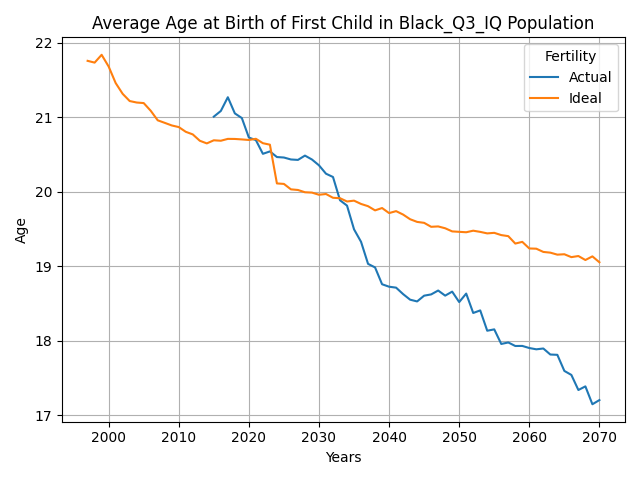 Average Age at Birth of First Child in Black_Q3_IQ Population
22
21
20
19
18
17
Age
2000 2010 2020 2030 2040 2050 2060 2070
Years
Fertility
Actual
Ideal